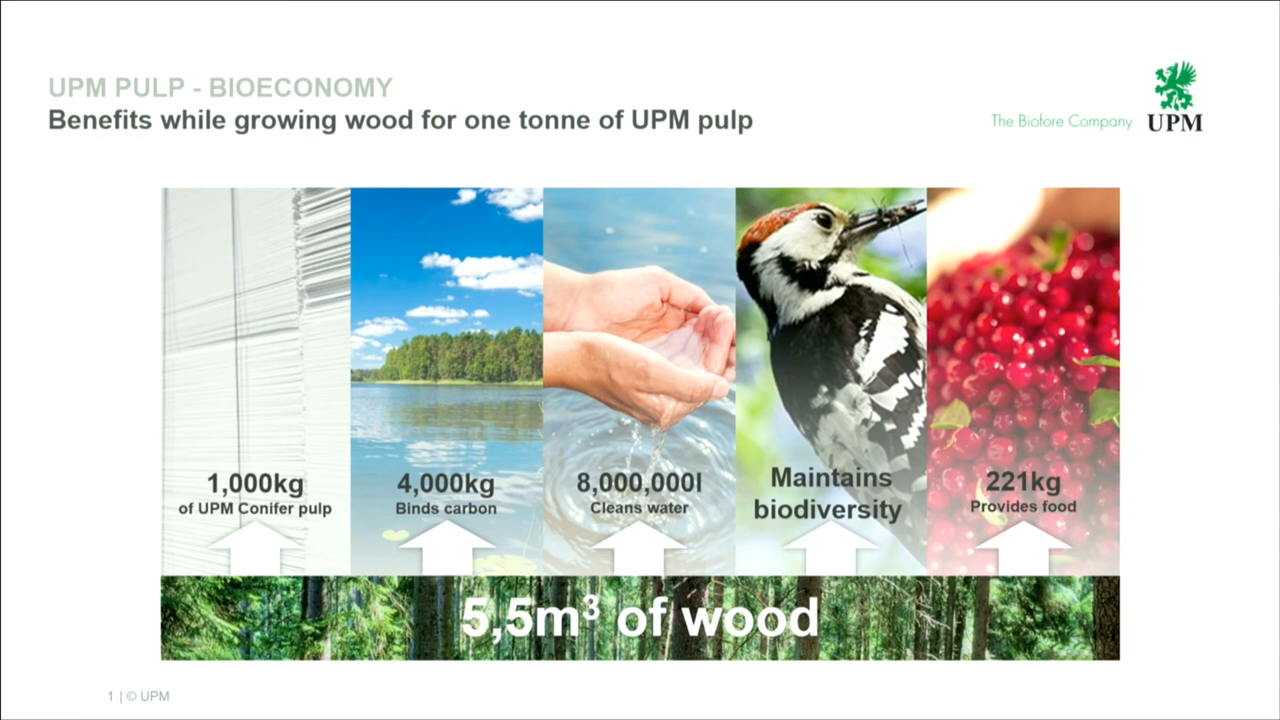 UPM PULP - BIOECONOMY
Benefits while growing wood for one tonne of UPM pulp
The Biofore Company
UPM
1,000kg
of UPM Conifer pulp
4,000kg
Binds carbon
8,000,000l
Cleans water
Maintains
biodiversity
221kg
Provides food
5,5m³ of wood
1 | © UPM